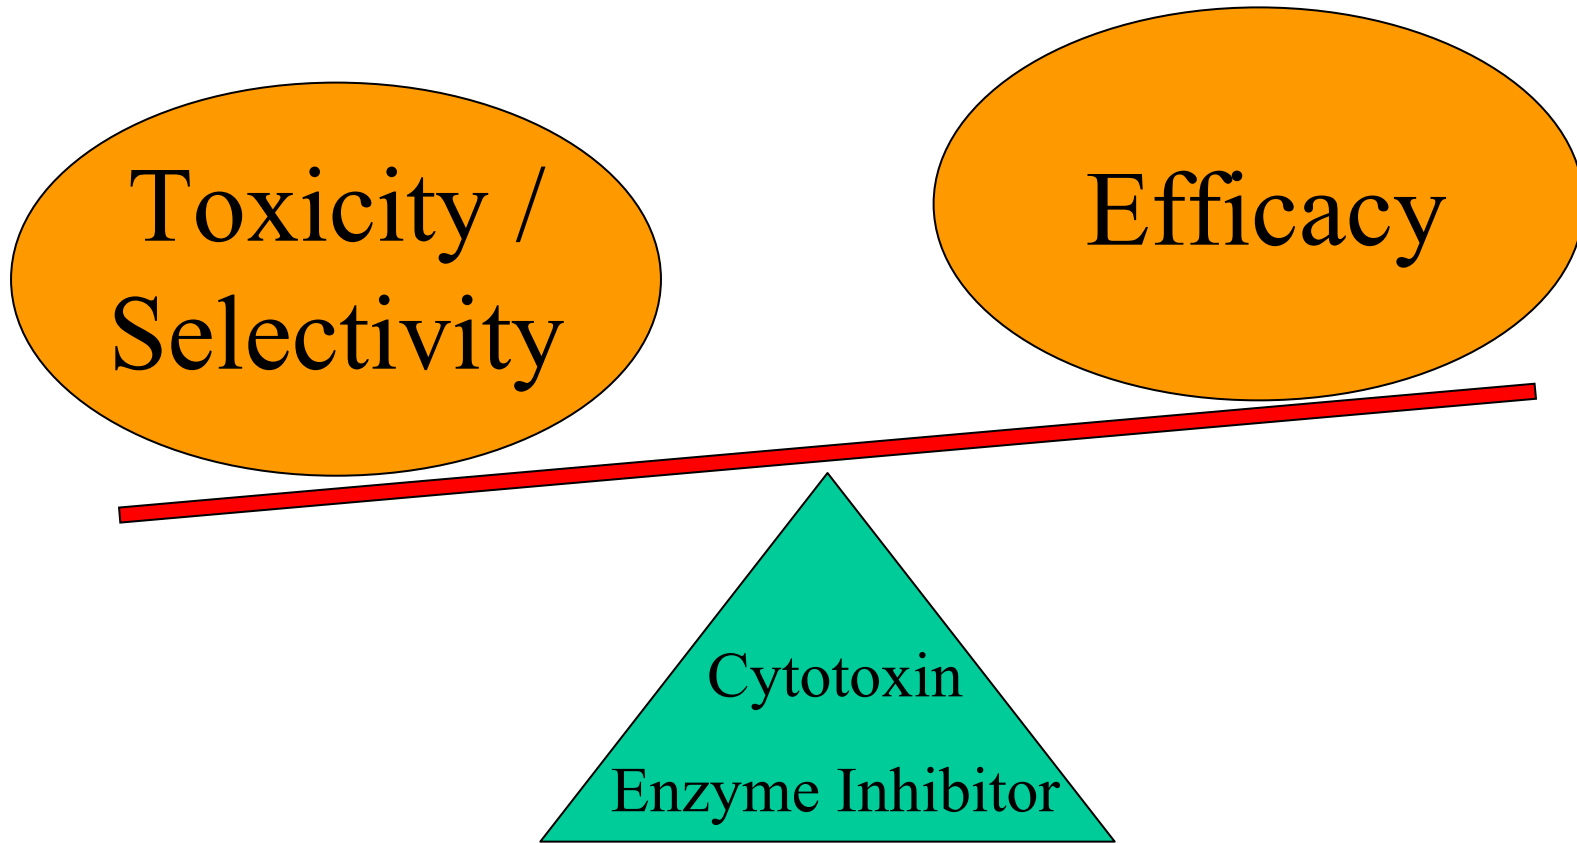 Toxicity /
Selectivity
Efficacy
Cytotoxin
Enzyme Inhibitor